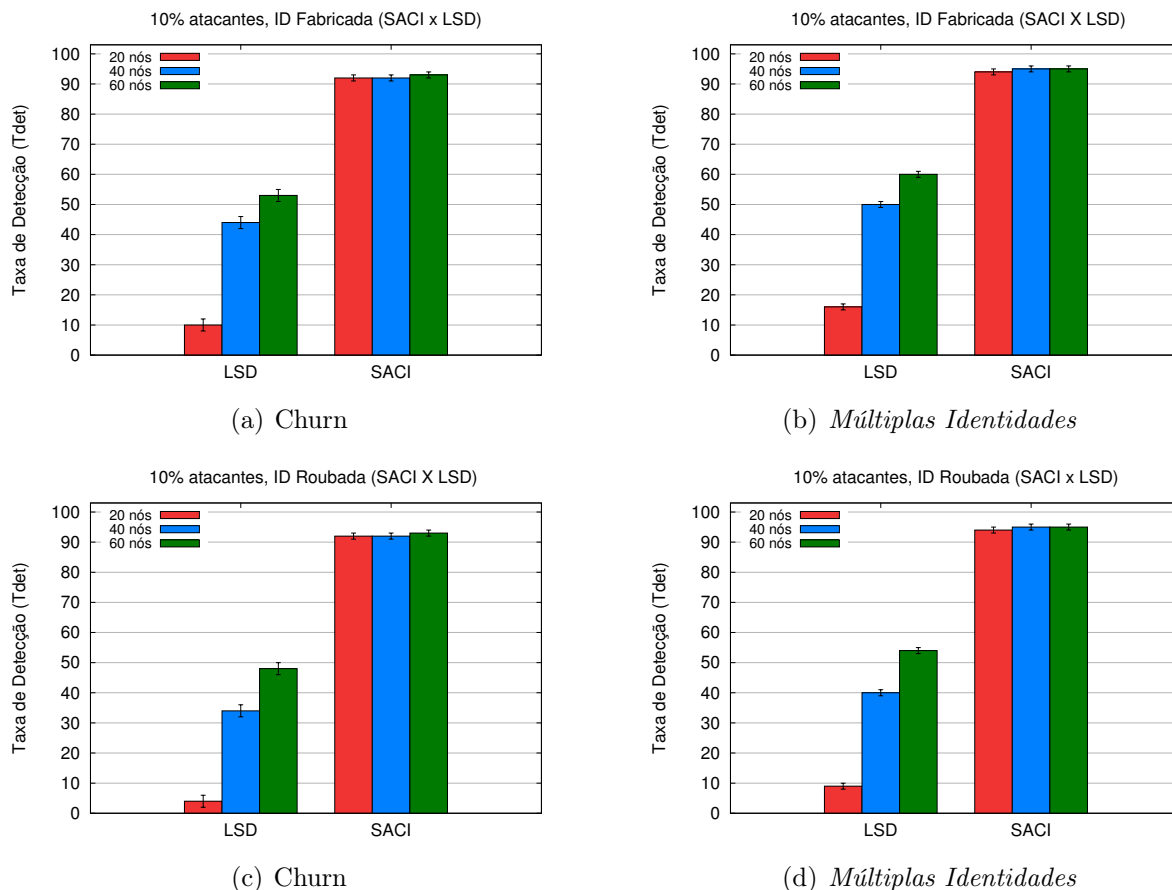 10% atacantes, ID Fabricada (SACI x LSD)
Taxa de Detecção (Tdet)
100
90
80
70
60
50
40
30
20
10
0
20 nós
40 nós
60 nós
LSD SACI
(a) Churn
10% atacantes, ID Fabricada (SACI X LSD)
Taxa de Detecção (Tdet)
100
90
80
70
60
50
40
30
20
10
0
20 nós
40 nós
60 nós
LSD SACI
(b) Múltiplas Identidades
10% atacantes, ID Roubada (SACI X LSD)
Taxa de Detecção (Tdet)
100
90
80
70
60
50
40
30
20
10
0
20 nós
40 nós
60 nós
LSD SACI
(c) Churn
10% atacantes, ID Roubada (SACI x LSD)
Taxa de Detecção (Tdet)
100
90
80
70
60
50
40
30
20
10
0
20 nós
40 nós
60 nós
LSD SACI
(d) Múltiplas Identidades